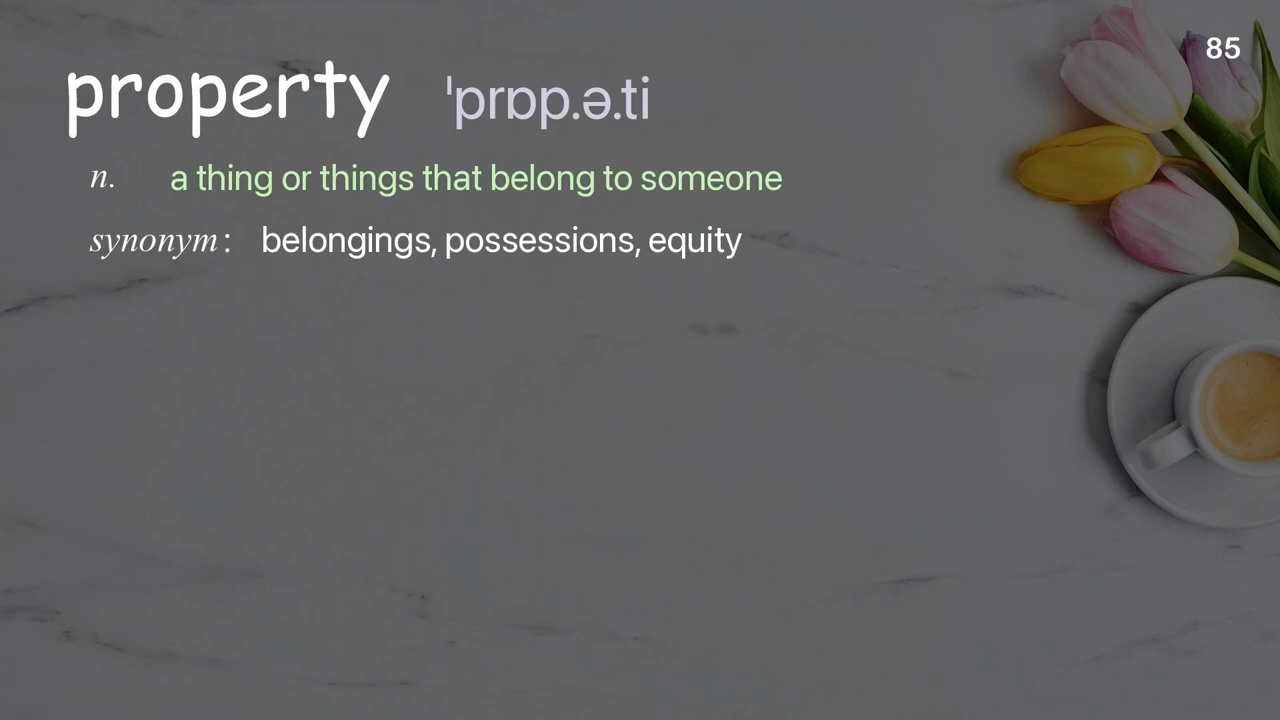 85
property ˈprɒp.ə.ti
n. a thing or things that belong to someone
synonym: belongings, possessions, equity